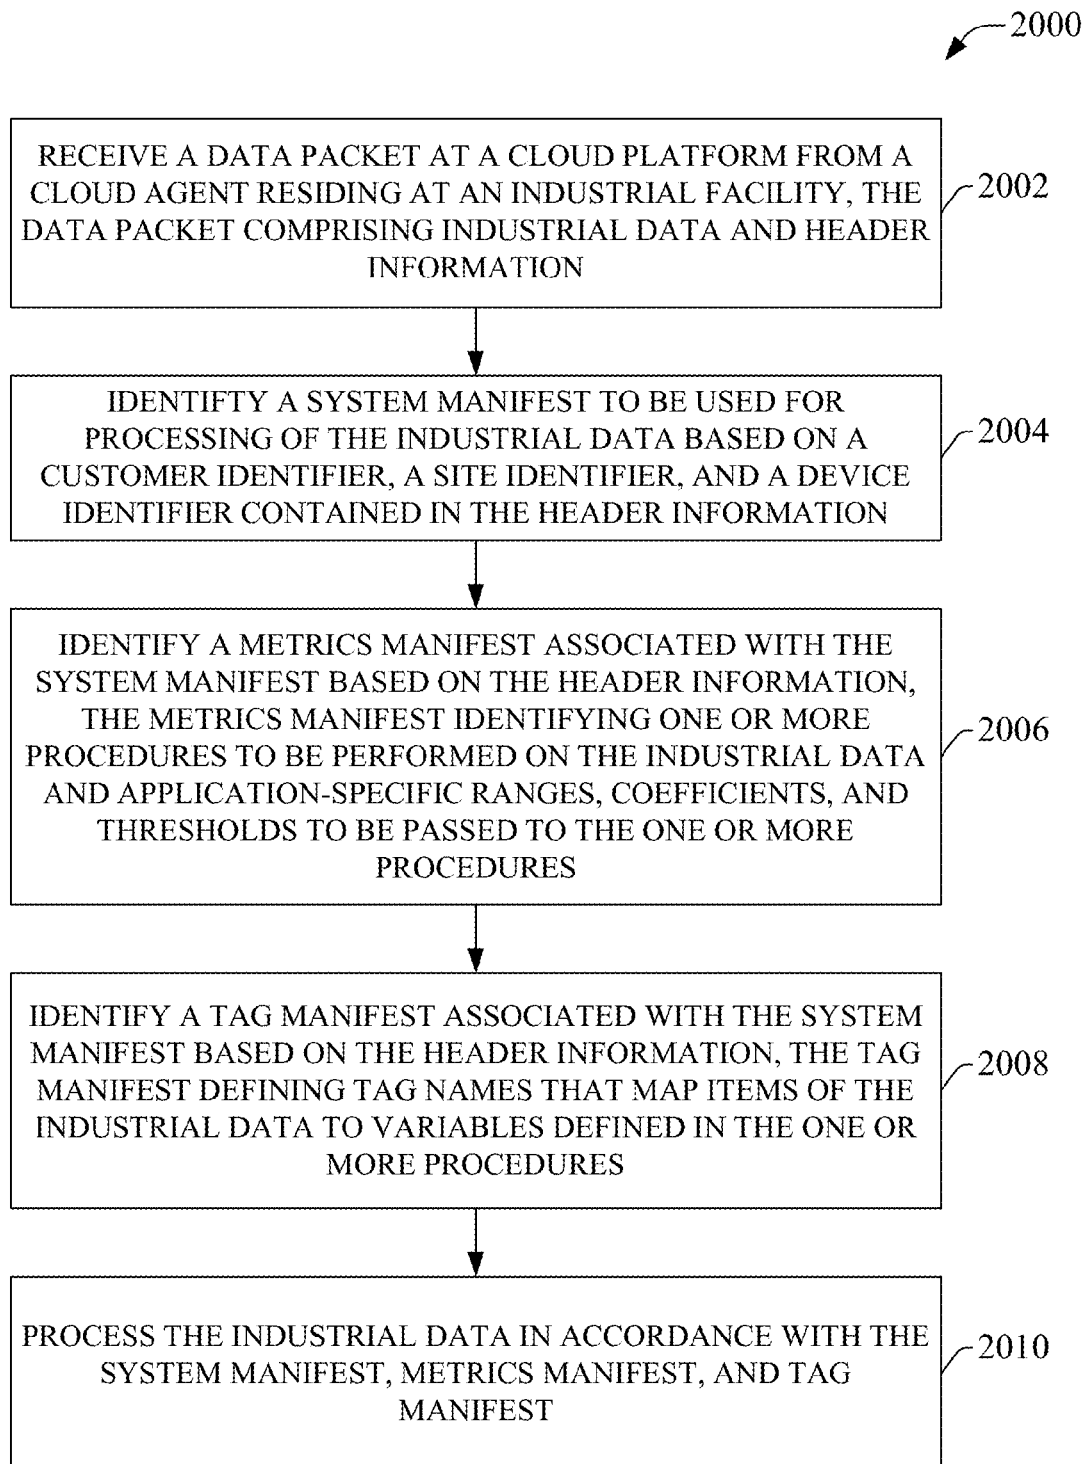 2000
RECEIVE A DATA PACKET AT A CLOUD PLATFORM FROM A
CLOUD AGENT RESIDING AT AN INDUSTRIAL FACILITY, THE
DATA PACKET COMPRISING INDUSTRIAL DATA AND HEADER
INFORMATION
2002
IDENTIFTY A SYSTEM MANIFEST TO BE USED FOR
PROCESSING OF THE INDUSTRIAL DATA BASED ON A
CUSTOMER IDENTIFIER, A SITE IDENTIFIER, AND A DEVICE
IDENTIFIER CONTAINED IN THE HEADER INFORMATION
2004
IDENTIFY A METRICS MANIFEST ASSOCIATED WITH THE
SYSTEM MANIFEST BASED ON THE HEADER INFORMATION,
THE METRICS MANIFEST IDENTIFYING ONE OR MORE
PROCEDURES TO BE PERFORMED ON THE INDUSTRIAL DATA
AND APPLICATION-SPECIFIC RANGES, COEFFICIENTS, AND
THRESHOLDS TO BE PASSED TO THE ONE OR MORE
PROCEDURES
2006
IDENTIFY A TAG MANIFEST ASSOCIATED WITH THE SYSTEM
MANIFEST BASED ON THE HEADER INFORMATION, THE TAG
MANIFEST DEFINING TAG NAMES THAT MAP ITEMS OF THE
INDUSTRIAL DATA TO VARIABLES DEFINED IN THE ONE OR
MORE PROCEDURES
2008
PROCESS THE INDUSTRIAL DATA IN ACCORDANCE WITH THE
SYSTEM MANIFEST, METRICS MANIFEST, AND TAG
MANIFEST
2010